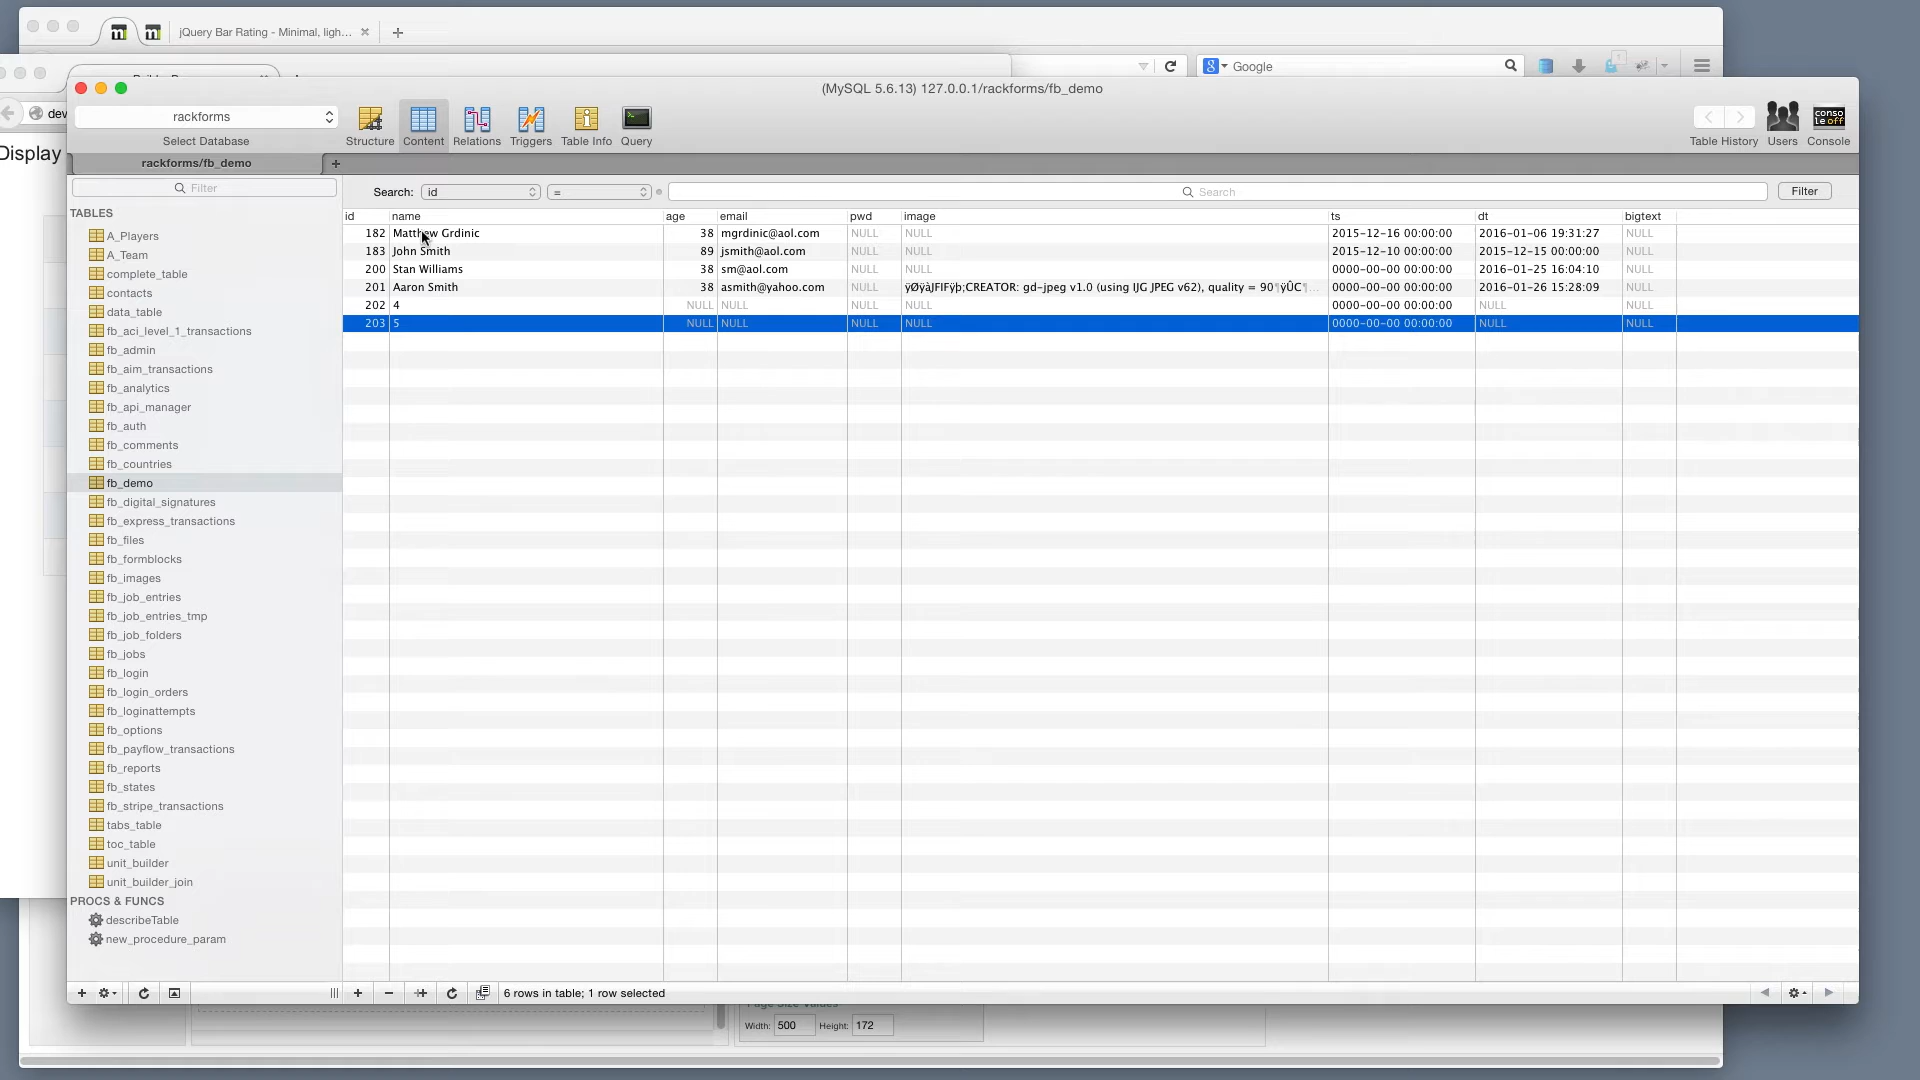 jQuery Bar Rating - Minimal, ligh...
Google
(MySQL 5.6.13) 127.0.0.1/rackforms/fb_demo
dev
rackforms
Select Database
Structure
Content
Relations
Triggers
Table Info
Query
Table History
Users
conso
le off
Console
Display
rackforms/fb_demo
Filter
Search:
id
=
Search
Filter
TABLES
A_Players
A_Team
complete_table
contacts
data_table
fb_aci_level_1_transactions
fb_admin
fb_aim_transactions
fb_analytics
fb_api_manager
fb_auth
fb_comments
fb_countries
fb_demo
fb_digital_signatures
fb_express_transactions
fb_files
fb_formblocks
fb_images
fb_job_entries
fb_job_entries_tmp
fb_job_folders
fb_jobs
fb_login
fb_login_orders
fb_loginattempts
fb_options
fb_payflow_transactions
fb_reports
fb_states
fb_stripe_transactions
tabs_table
toc_table
unit_builder
unit_builder_join
PROCS & FUNCS
describeTable
new_procedure_param
id name age email pwd image ts dt bigtext
182 Matthew Grdinic 38 mgrdinic@aol.com NULL NULL 2015-12-16 00:00:00 2016-01-06 19:31:27 NULL
183 John Smith 89 jsmith@aol.com NULL NULL 2015-12-10 00:00:00 2015-12-15 00:00:00 NULL
200 Stan Williams 38 sm@aol.com NULL NULL 0000-00-00 00:00:00 2016-01-25 16:04:10 NULL
201 Aaron Smith 38 asmith@yahoo.com NULL ÿØÿàJFIFÿþ;CREATOR: gd-jpeg v1.0 (using IJG JPEG v62), quality = 90¶ÿÛC¶... 0000-00-00 00:00:00 2016-01-26 15:28:09 NULL
202 4 NULL NULL NULL NULL 0000-00-00 00:00:00 NULL NULL
203 5 NULL NULL NULL NULL 0000-00-00 00:00:00 NULL NULL
6 rows in table; 1 row selected
Page Size Values
Width: 500 Height: 172